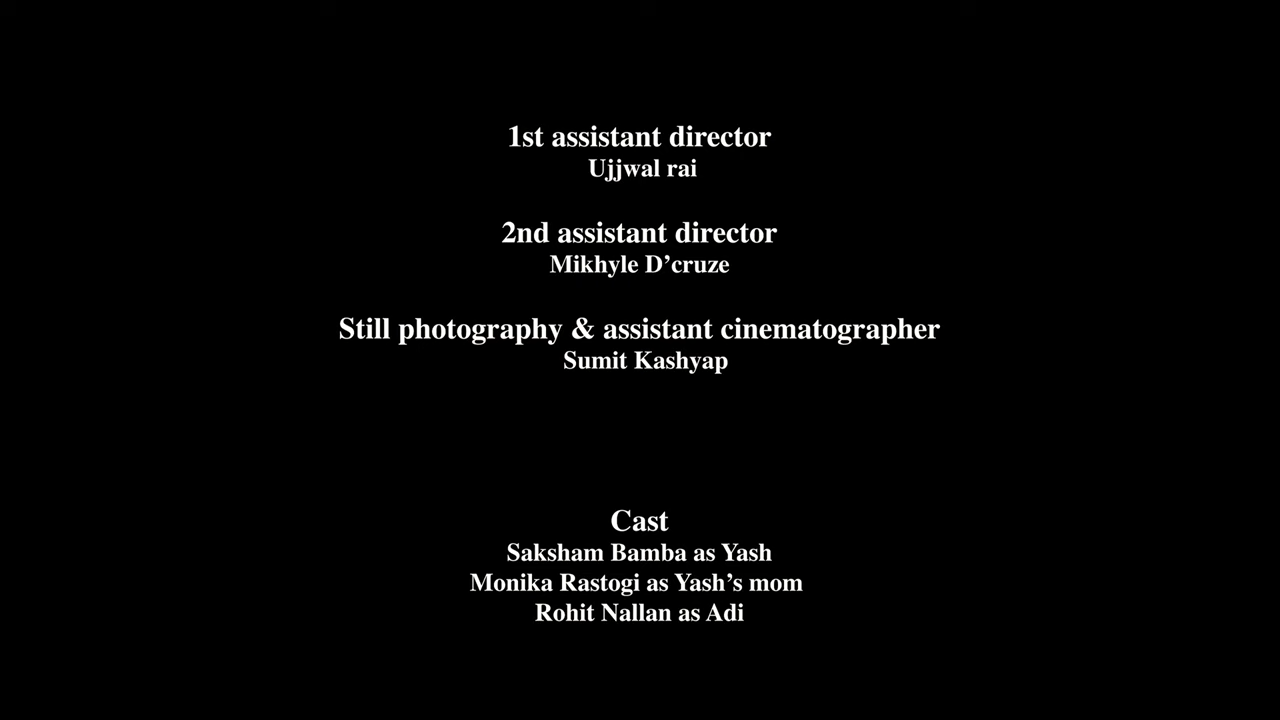 1st assistant director
Ujjwal rai
2nd assistant director
Mikhyle D’cruze
Still photography & assistant cinematographer
Sumit Kashyap
Cast
Saksham Bamba as Yash
Monika Rastogi as Yash’s mom
Rohit Nallan as Adi